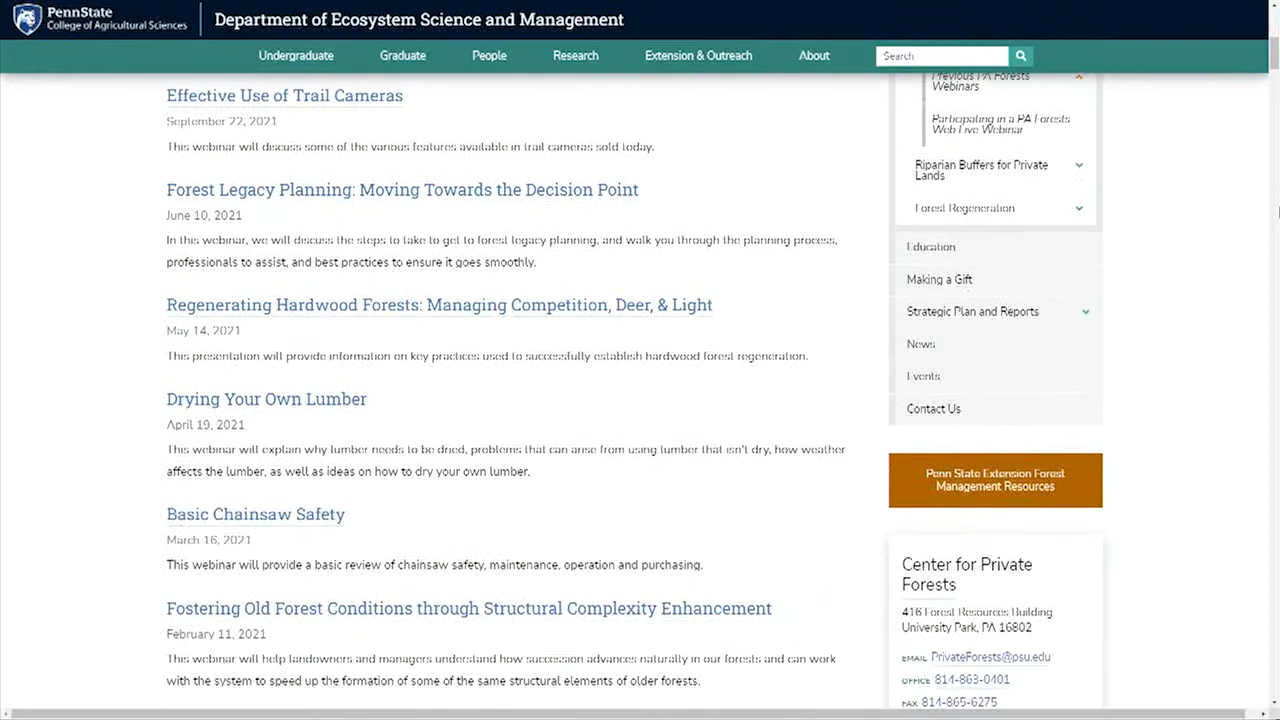 PennState
College of Agricultural Sciences
Department of Ecosystem Science and Management
Undergraduate
Graduate
People
Research
Extension & Outreach
About
Search
Effective Use of Trail Cameras
September 22, 2021
This webinar will discuss some of the various features available in trail cameras sold today.
Forest Legacy Planning: Moving Towards the Decision Point
June 10, 2021
In this webinar, we will discuss the steps to take to get to forest legacy planning, and walk you through the planning process,
professionals to assist, and best practices to ensure it goes smoothly.
Regenerating Hardwood Forests: Managing Competition, Deer, & Light
May 14, 2021
This presentation will provide information on key practices used to successfully establish hardwood forest regeneration.
Drying Your Own Lumber
April 19, 2021
This webinar will explain why lumber needs to be dried, problems that can arise from using lumber that isn't dry, how weather
affects the lumber, as well as ideas on how to dry your own lumber.
Basic Chainsaw Safety
March 16, 2021
This webinar will provide a basic review of chainsaw safety, maintenance, operation and purchasing.
Fostering Old Forest Conditions through Structural Complexity Enhancement
February 11, 2021
This webinar will help landowners and managers understand how succession advances naturally in our forests and can work
with the system to speed up the formation of some of the same structural elements of older forests.
Previous PA Forests
Webinars
Participating in a PA Forests
Web Live Webinar
Riparian Buffers for Private
Lands
Forest Regeneration
Education
Making a Gift
Strategic Plan and Reports
News
Events
Contact Us
Penn State Extension Forest
Management Resources
Center for Private
Forests
416 Forest Resources Building
University Park, PA 16802
EMAIL PrivateForests@psu.edu
OFFICE 814-863-0401
FAX 814-865-6275